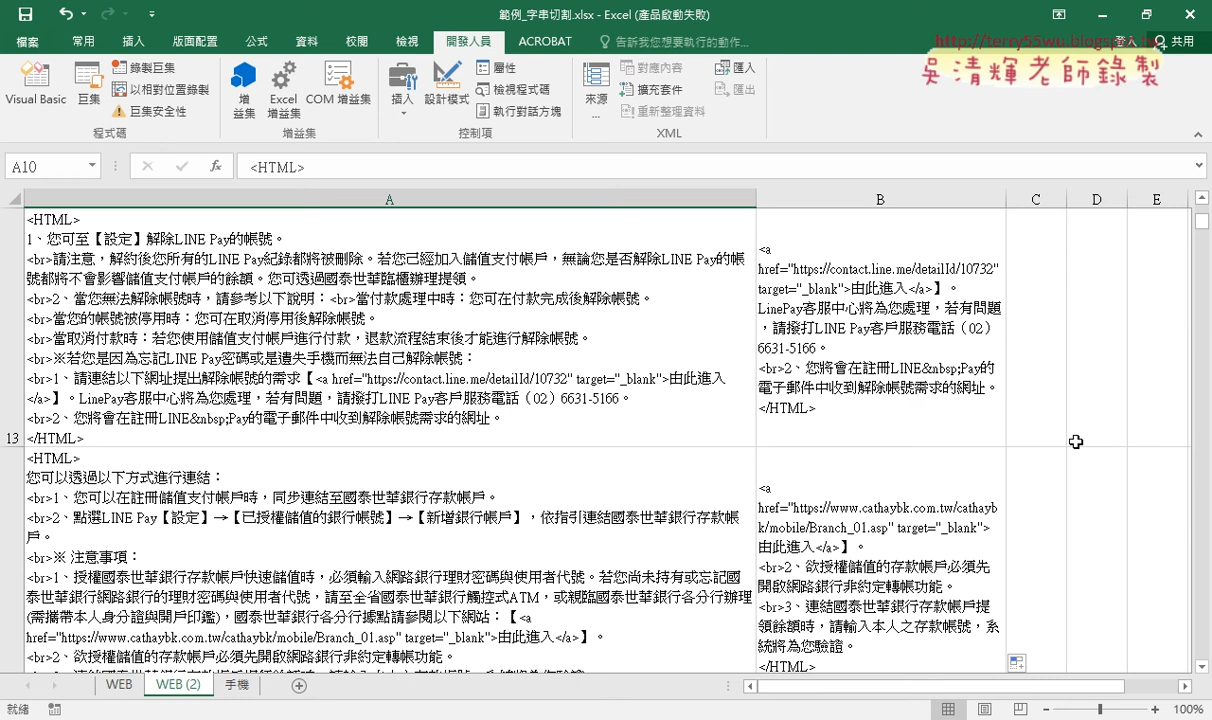 範例_字串切割.xlsx - Excel (產品啟動失敗)
http://terry55wu.blogspot.tw
吳清輝老師錄製
檔案 常用 插入 版面配置 公式 資料 校閱 檢視 開發人員 ACROBAT 告訴我您想要執行的動作... 登入 共用
Visual Basic 巨集 錄製巨集 以相對位置錄製 巨集安全性 增益集 Excel 增益集 COM 增益集 插入 設計模式 屬性 檢視程式碼 執行對話方塊 來源... 對應內容 擴充套件 重新整理資料 匯入 匯出
程式碼 增益集 控制項 XML
A10 fx <HTML>
A B C D E
<HTML>
1、您可至【設定】解除LINE Pay的帳號。
<br>請注意，解約後您所有的LINE Pay紀錄都將被刪除。若您己經加入儲值支付帳戶，無論您是否解除LINE Pay的帳
號都將不會影響儲值支付帳戶的餘額。您可透過國泰世華臨櫃辦理提領。
<br>2、當您無法解除帳號時，請參考以下說明：<br>當付款處理中時：您可在付款完成後解除帳號。
<br>當您的帳號被停用時：您可在取消停用後解除帳號。
<br>當取消付款時：若您使用儲值支付帳戶進行付款，退款流程結束後才能進行解除帳號。
<br>※若您是因為忘記LINE Pay密碼或是遺失手機而無法自己解除帳號：
<br>1、請連結以下網址提出解除帳號的需求【<a href="https://contact.line.me/detailId/10732" target="_blank">由此進入
</a>】。LinePay客服中心將為您處理，若有問題，請撥打LINE Pay客戶服務電話（02）6631-5166。
<br>2、您將會在註冊LINE&nbsp;Pay的電子郵件中收到解除帳號需求的網址。
</HTML>
<a
href="https://contact.line.me/detailId/10732"
target="_blank">由此進入</a>】。
LinePay客服中心將為您處理，若有問題
，請撥打LINE Pay客戶服務電話（02）
6631-5166。
<br>2、您將會在註冊LINE&nbsp;Pay的
電子郵件中收到解除帳號需求的網址。
</HTML>
13
<HTML>
您可以透過以下方式進行連結：
<br>1、您可以在註冊儲值支付帳戶時，同步連結至國泰世華銀行存款帳戶。
<br>2、點選LINE Pay【設定】→【已授權儲值的銀行帳號】→【新增銀行帳戶】，依指引連結國泰世華銀行存款帳
戶。
<br>※ 注意事項：
<br>1、授權國泰世華銀行存款帳戶快速儲值時，必須輸入網路銀行理財密碼與使用者代號。若您尚未持有或忘記國
泰世華銀行網路銀行的理財密碼與使用者代號，請至全省國泰世華銀行觸控式ATM，或親臨國泰世華銀行各分行辦理
(需攜帶本人身分證與開戶印鑑)，國泰世華銀行各分行據點請參閱以下網站：【<a
href="https://www.cathaybk.com.tw/cathaybk/mobile/Branch_01.asp" target="_blank">由此進入</a>】。
<br>2、欲授權儲值的存款帳戶必須先開啟網路銀行非約定轉帳功能。
<a
href="https://www.cathaybk.com.tw/cathayb
k/mobile/Branch_01.asp" target="_blank">
由此進入</a>】。
<br>2、欲授權儲值的存款帳戶必須先
開啟網路銀行非約定轉帳功能。
<br>3、連結國泰世華銀行存款帳戶提
領餘額時，請輸入本人之存款帳號，系
統將為您驗證。
</HTML>
WEB WEB (2) 手機
就緒 100%